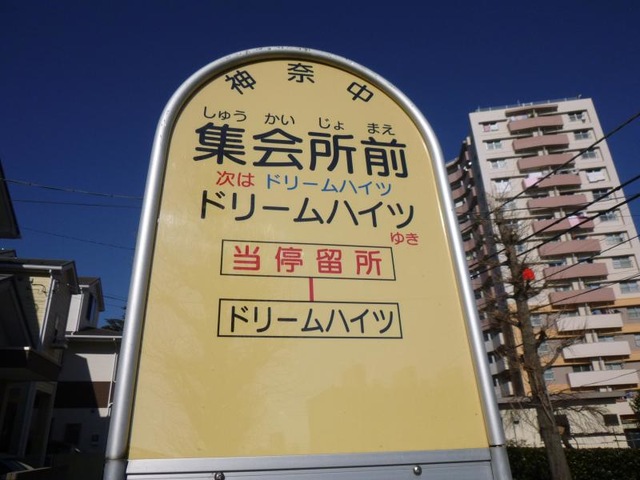 神奈中
しゅう かい じょ まえ
集会所前
次は ドリームハイツ
ドリームハイツ
ゆき
当停留所
ドリームハイツ